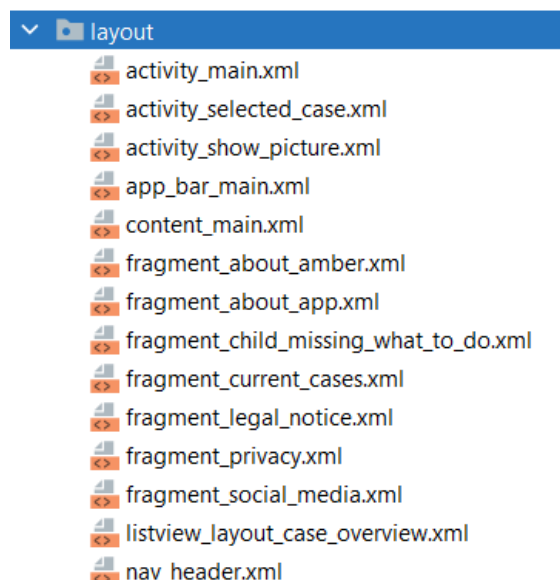 layout
activity_main.xml
activity_selected_case.xml
activity_show_picture.xml
app_bar_main.xml
content_main.xml
fragment_about_amber.xml
fragment_about_app.xml
fragment_child_missing_what_to_do.xml
fragment_current_cases.xml
fragment_legal_notice.xml
fragment_privacy.xml
fragment_social_media.xml
listview_layout_case_overview.xml
nav_header.xml